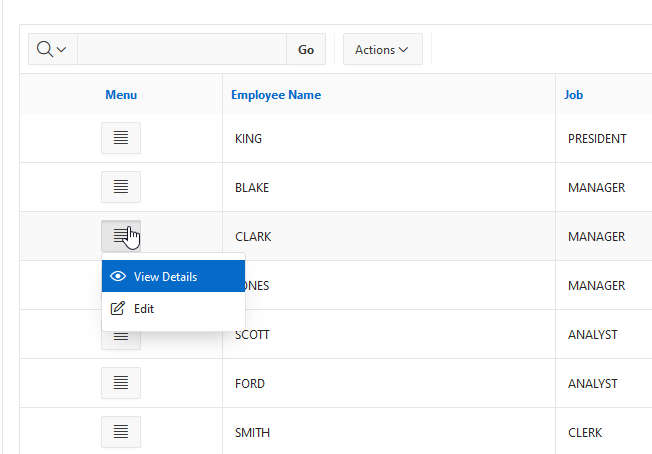 Go Actions
Menu Employee Name Job
KING PRESIDENT
BLAKE MANAGER
CLARK MANAGER
View Details
ONES MANAGER
Edit
SCOTT ANALYST
FORD ANALYST
SMITH CLERK